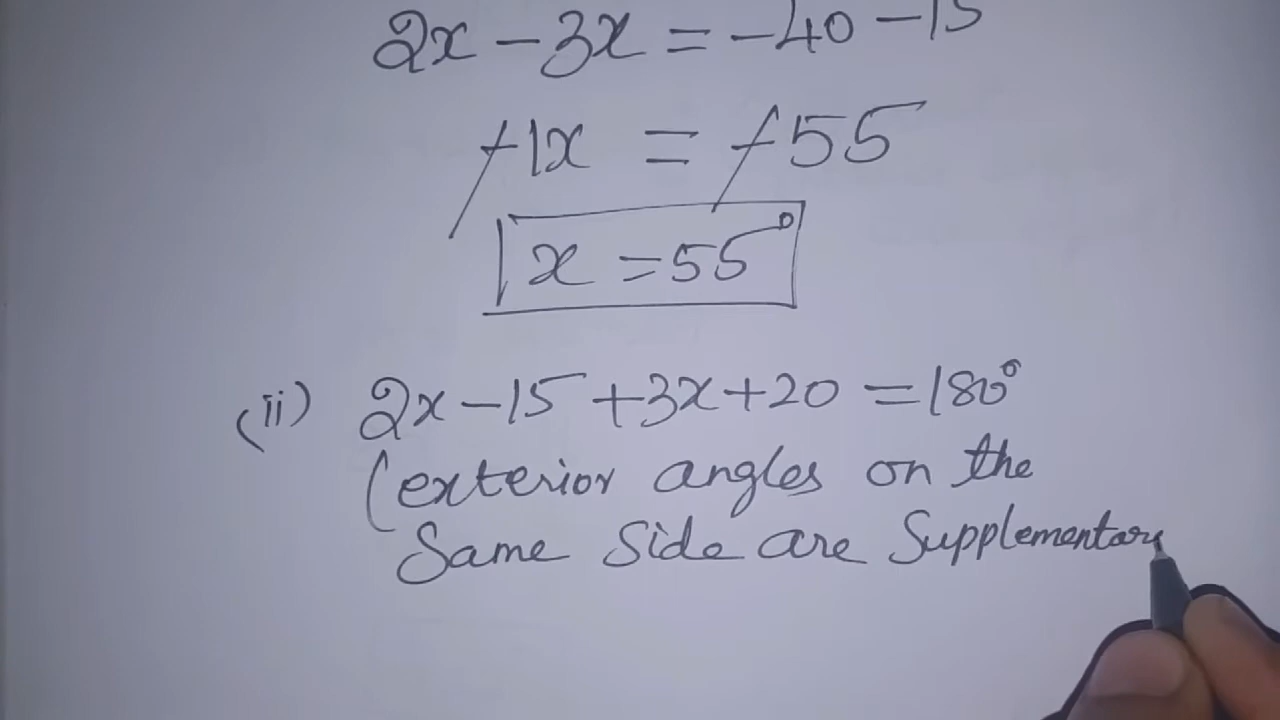 2x - 3x = -40 - 15
-1x = -55
x = 55°
(ii) 2x - 15 + 3x + 20 = 180°
(exterior angles on the
Same Side are Supplementary